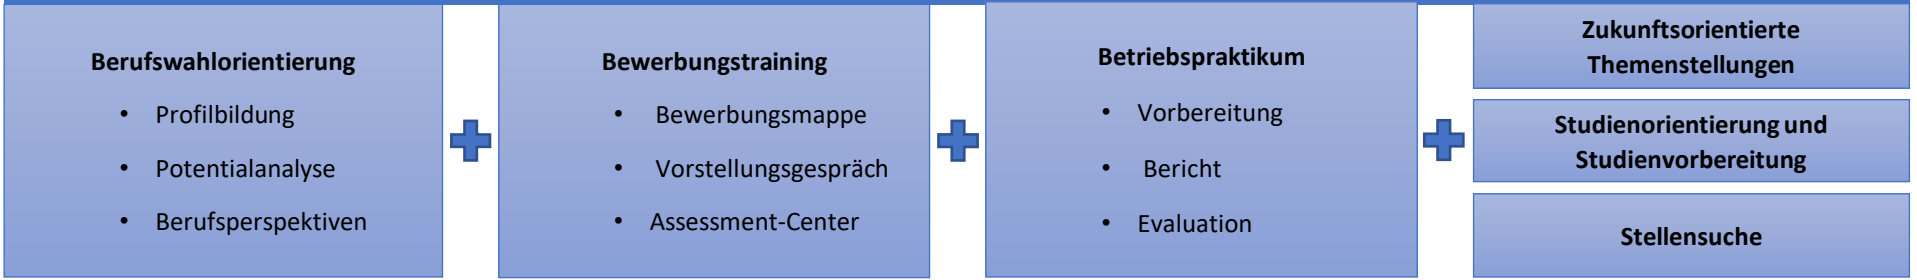 Berufswahlorientierung
• Profilbildung
• Potentialanalyse
• Berufsperspektiven
Bewerbungstraining
• Bewerbungsmappe
• Vorstellungsgespräch
• Assessment-Center
Betriebspraktikum
• Vorbereitung
• Bericht
• Evaluation
Zukunftsorientierte
Themenstellungen
Studienorientierung und
Studienvorbereitung
Stellensuche